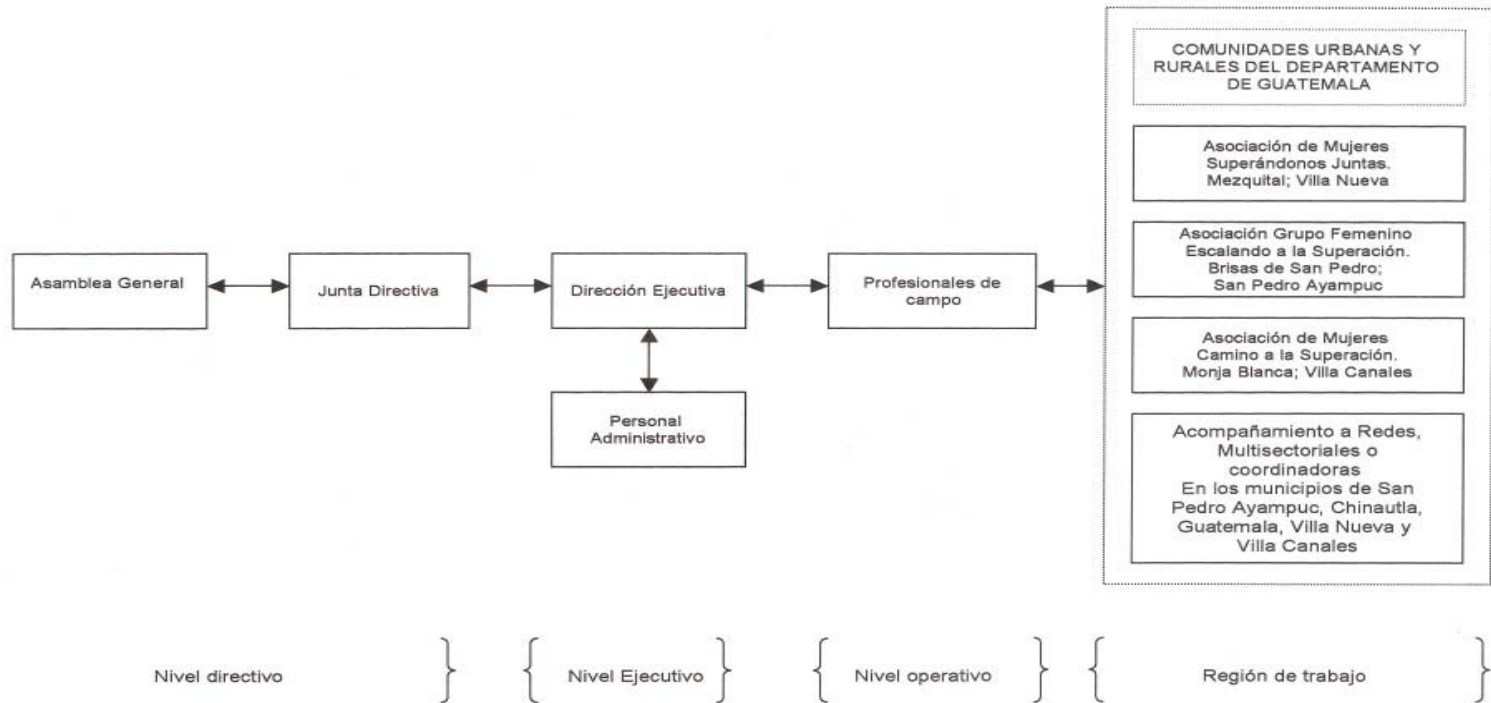 COMUNIDADES URBANAS Y
RURALES DEL DEPARTAMENTO
DE GUATEMALA
Asociación de Mujeres
Superándonos Juntas.
Mezquital; Villa Nueva
Asociación Grupo Femenino
Escalando a la Superación.
Brisas de San Pedro;
San Pedro Ayampuc
Asamblea General
Junta Directiva
Dirección Ejecutiva
Profesionales de
campo
Asociación de Mujeres
Camino a la Superación.
Monja Blanca; Villa Canales
Personal
Administrativo
Acompañamiento a Redes,
Multisectoriales o
coordinadoras
En los municipios de San
Pedro Ayampuc, Chinautla,
Guatemala, Villa Nueva y
Villa Canales
Nivel directivo
Nivel Ejecutivo
Nivel operativo
Región de trabajo